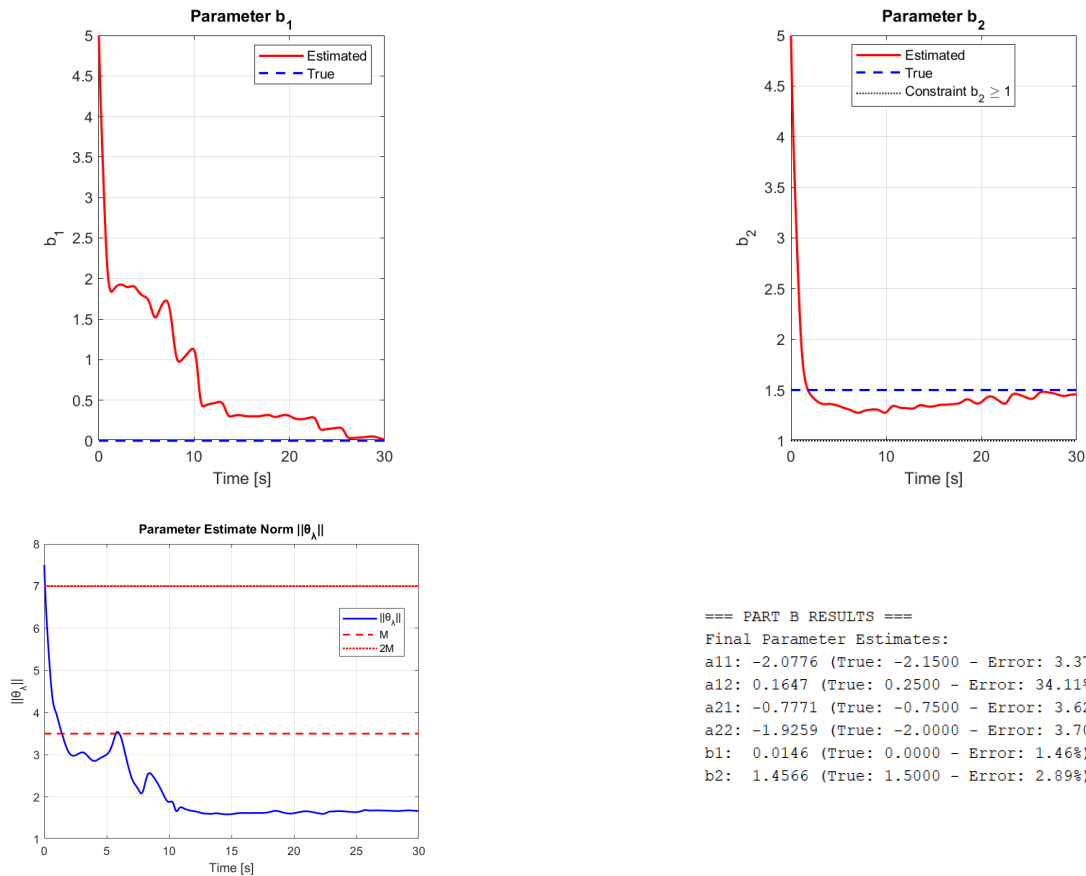 Parameter b1
5
4.5
4
3.5
3
2.5
2
1.5
1
0.5
0
b1
Estimated
True
0 10 20 30
Time [s]
Parameter b2
5
4.5
4
3.5
3
2.5
2
1.5
1
b2
Estimated
True
Constraint b2 ≥ 1
0 10 20 30
Time [s]
Parameter Estimate Norm ||θλ||
8
7
6
5
4
3
2
1
||θλ||
||θλ||
M
2M
0 5 10 15 20 25 30
Time [s]
=== PART B RESULTS ===
Final Parameter Estimates:
a11: -2.0776 (True: -2.1500 - Error: 3.37
a12: 0.1647 (True: 0.2500 - Error: 34.11%
a21: -0.7771 (True: -0.7500 - Error: 3.62
a22: -1.9259 (True: -2.0000 - Error: 3.70
b1: 0.0146 (True: 0.0000 - Error: 1.46%)
b2: 1.4566 (True: 1.5000 - Error: 2.89%)